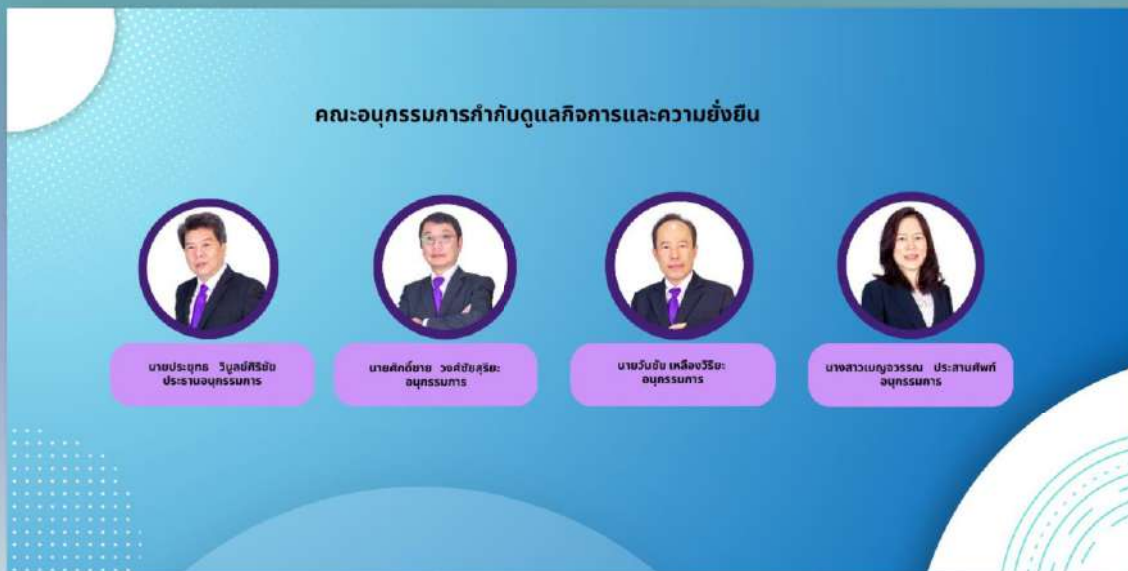 คณะอนุกรรมการกำกับดูแลกิจการและความยั่งยืน
นายประยุทธ วิบูลย์ศิริชัย
ประธานอนุกรรมการ
นายศักดิ์ชาย วงศ์ชัยสุริยะ
อนุกรรมการ
นายวันชัย เหลืองวิริยะ
อนุกรรมการ
นางสาวเบญจวรรณ ประสานศัพท์
อนุกรรมการ